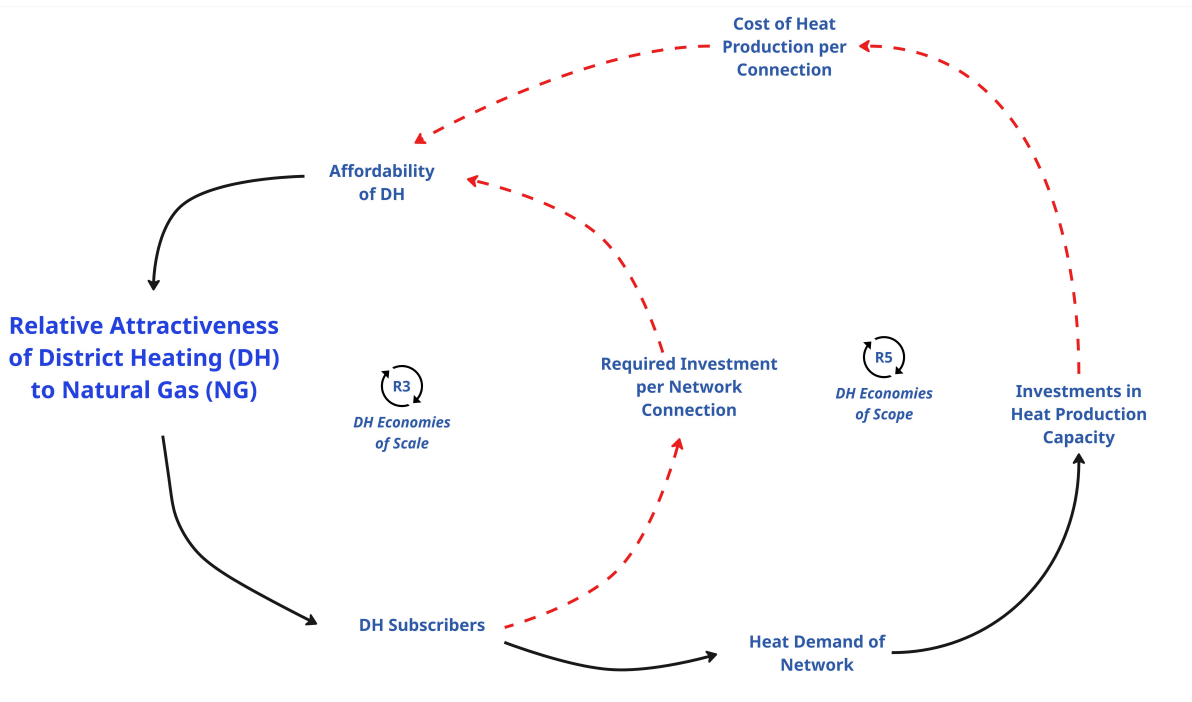 Cost of Heat
Production per
Connection
Affordability
of DH
Relative Attractiveness
of District Heating (DH)
to Natural Gas (NG)
R3
DH Economies
of Scale
Required Investment
per Network
Connection
R5
DH Economies
of Scope
Investments in
Heat Production
Capacity
DH Subscribers
Heat Demand of
Network